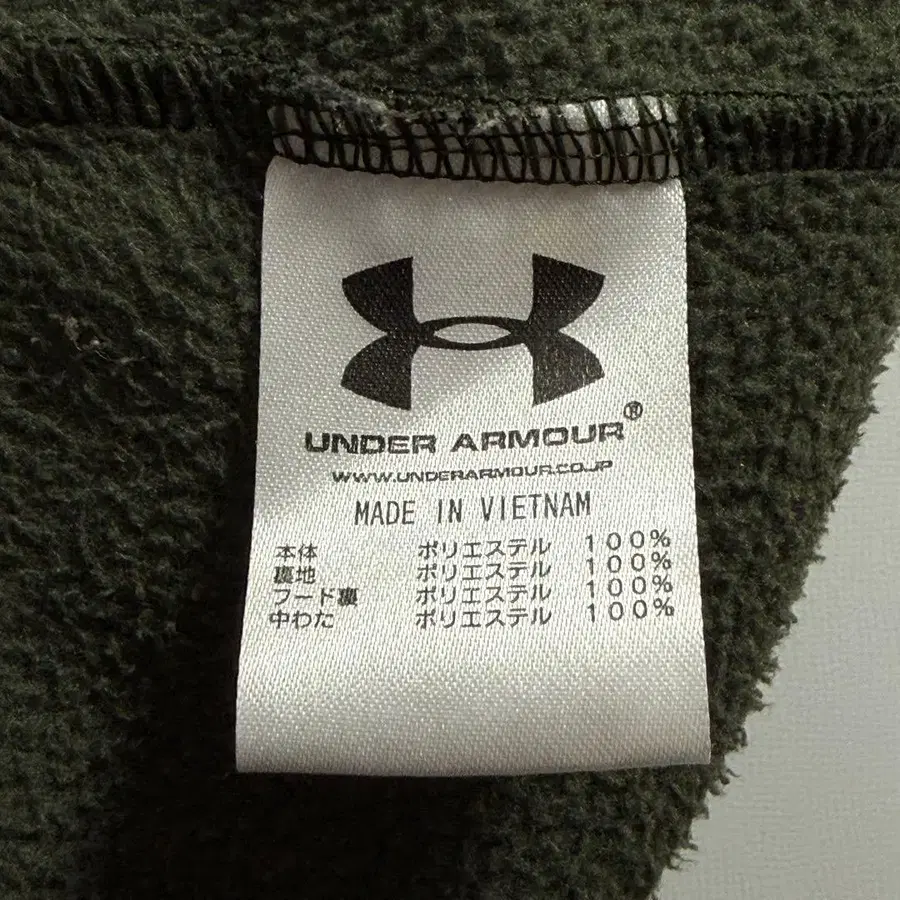 UNDER ARMOUR®
WWW.UNDERARMOUR.CO.JP
MADE IN VIETNAM
本体 ポリエステル 100%
裏地 ポリエステル 100%
フード裏 ポリエステル 100%
中わた ポリエステル 100%